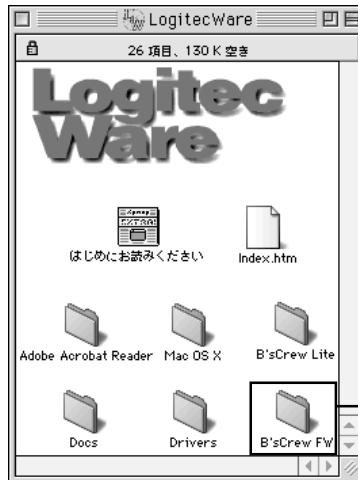 LogitecWare
26 項目、130 K 空き
Logitec
Ware
はじめにお読みください
Index.htm
Adobe Acrobat Reader
Mac OS X
B'sCrew Lite
Docs
Drivers
B'sCrew FW